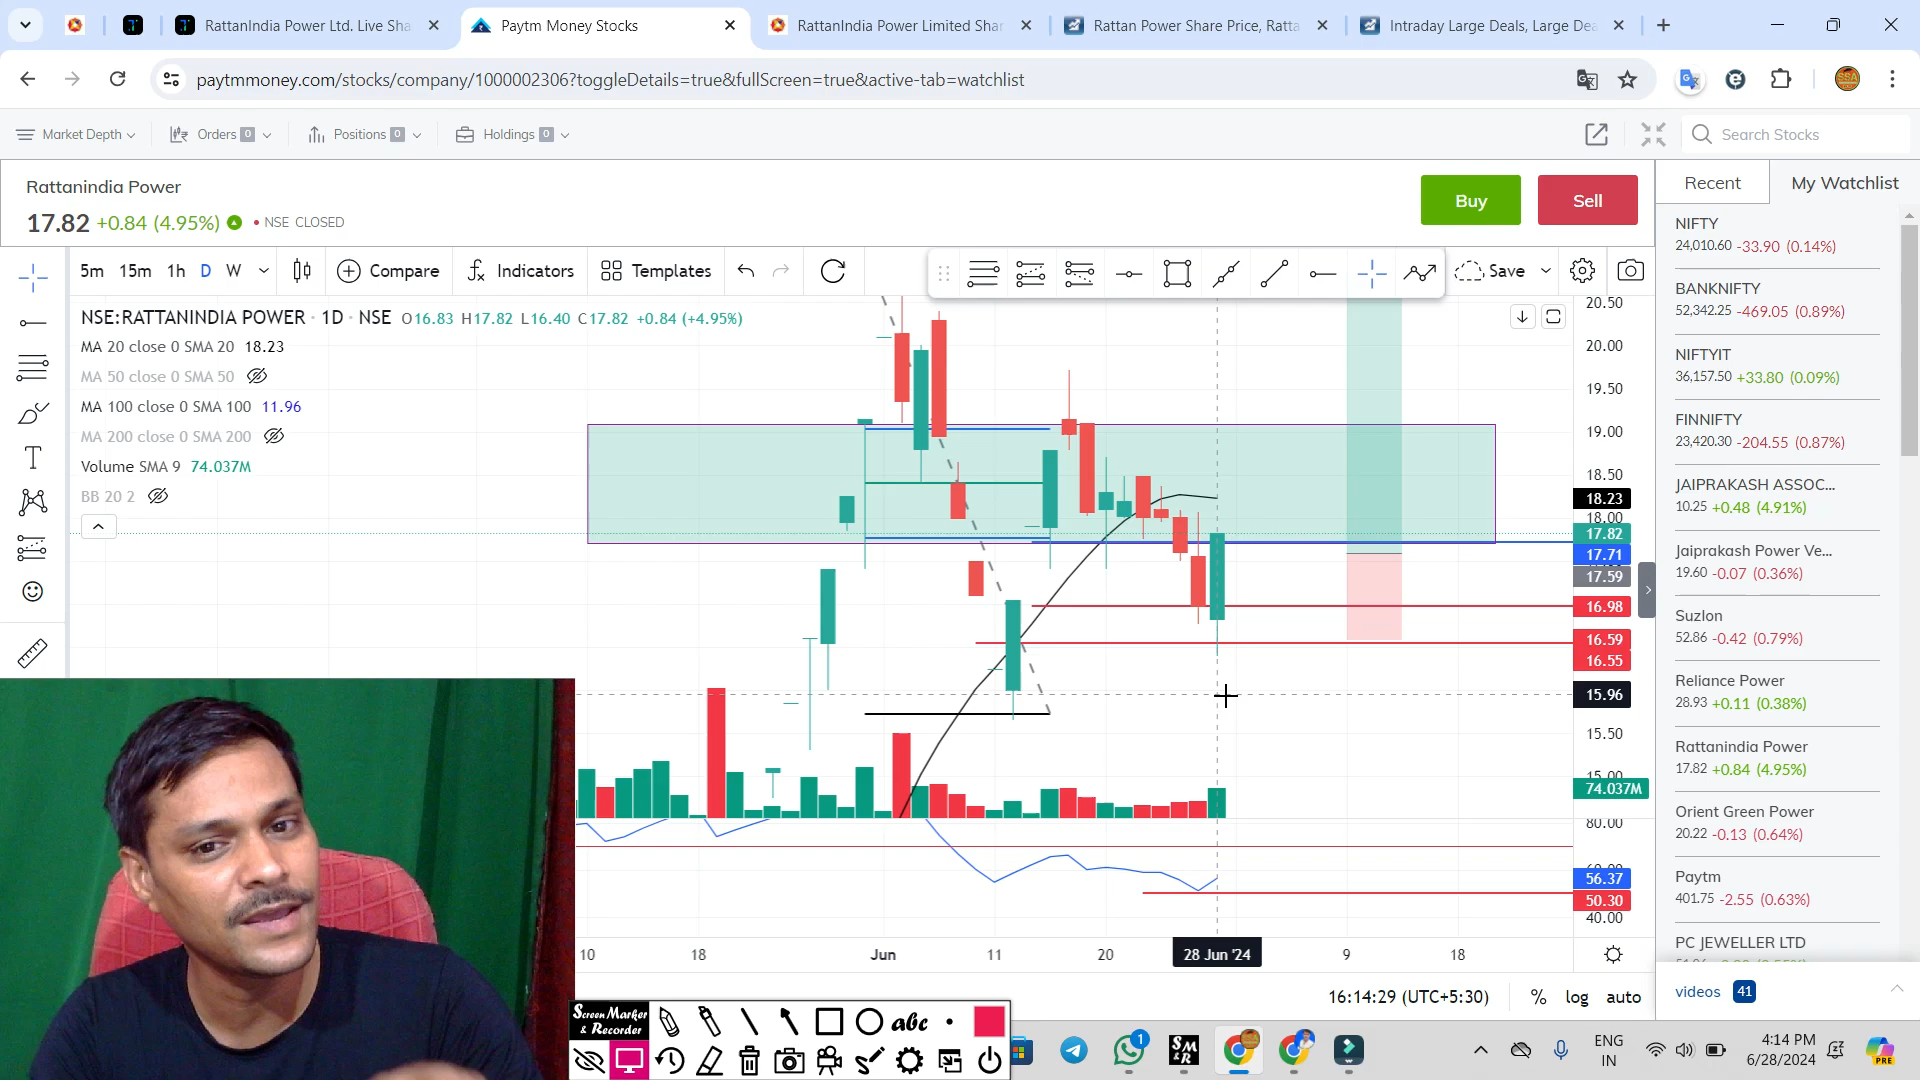 RattanIndia Power Ltd. Live Sha
Paytm Money Stocks
RattanIndia Power Limited Shar
Rattan Power Share Price, Ratta
Intraday Large Deals, Large Dea
paytmmoney.com/stocks/company/1000002306?toggleDetails=true&fullScreen=true&active-tab=watchlist
Market Depth
Orders 0
Positions 0
Holdings 0
Search Stocks
Rattanindia Power
17.82 +0.84 (4.95%) • NSE CLOSED
Buy
Sell
Recent
My Watchlist
5m 15m 1h D W
Compare
Indicators
Templates
Save
NSE:RATTANINDIA POWER · 1D · NSE O16.83 H17.82 L16.40 C17.82 +0.84 (+4.95%)
MA 20 close 0 SMA 20 18.23
MA 50 close 0 SMA 50
MA 100 close 0 SMA 100 11.96
MA 200 close 0 SMA 200
Volume SMA 9 74.037M
BB 20 2
20.50
20.00
19.50
19.00
18.50
18.23
18.00
17.82
17.71
17.59
16.98
16.59
16.55
15.96
15.50
15.00
74.037M
80.00
60.00
56.37
50.30
40.00
10 18 Jun 11 20 28 Jun '24 9 18
16:14:29 (UTC+5:30) % log auto
NIFTY
24,010.60 -33.90 (0.14%)
BANKNIFTY
52,342.25 -469.05 (0.89%)
NIFTYIT
36,157.50 +33.80 (0.09%)
FINNIFTY
23,420.30 -204.55 (0.87%)
JAIPRAKASH ASSOC...
10.25 +0.48 (4.91%)
Jaiprakash Power Ve...
19.60 -0.07 (0.36%)
Suzlon
52.86 -0.42 (0.79%)
Reliance Power
28.93 +0.11 (0.38%)
Rattanindia Power
17.82 +0.84 (4.95%)
Orient Green Power
20.22 -0.13 (0.64%)
Paytm
401.75 -2.55 (0.63%)
PC JEWELLER LTD
videos 41
Screen Marker
& Recorder
abc
SM
&R
1
ENG
IN
4:14 PM
6/28/2024
PRE